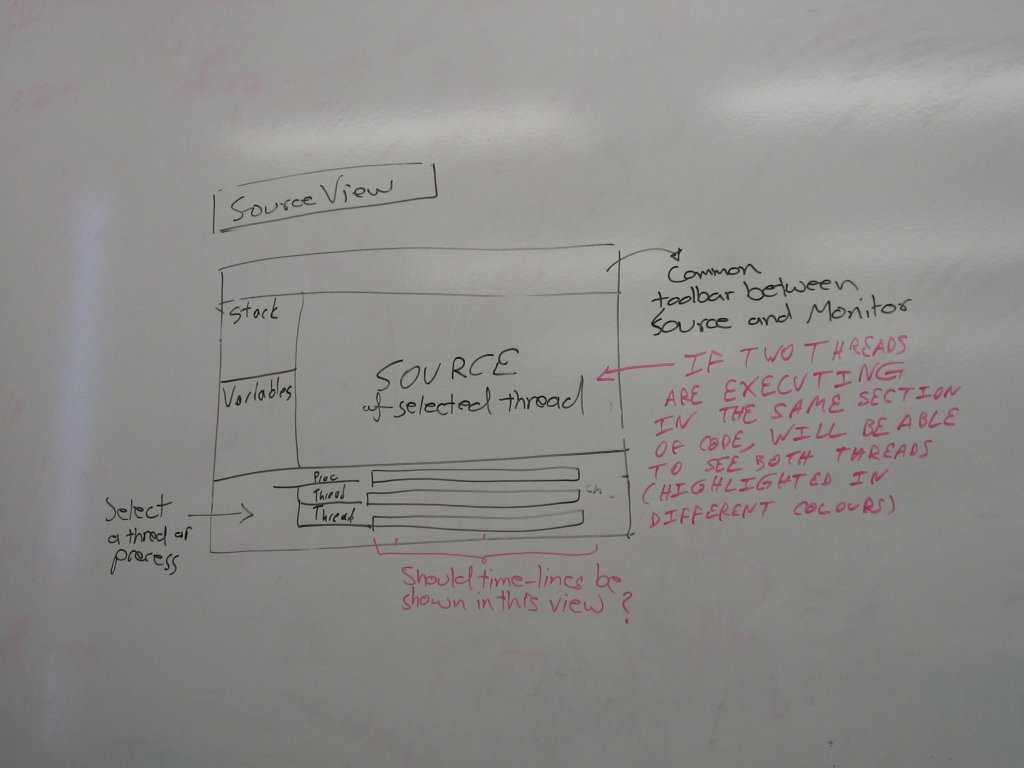 Source View
Common
toolbar between
Source and Monitor
Stack
Variables
SOURCE
of selected thread
IF TWO THREADS
ARE EXECUTING
IN THE SAME SECTION
OF CODE, WILL BE ABLE
TO SEE BOTH THREADS
(HIGHLIGHTED IN
DIFFERENT COLOURS)
Proc
Thread
Thread
Select
a thread or
process
Should time-lines be
shown in this view?